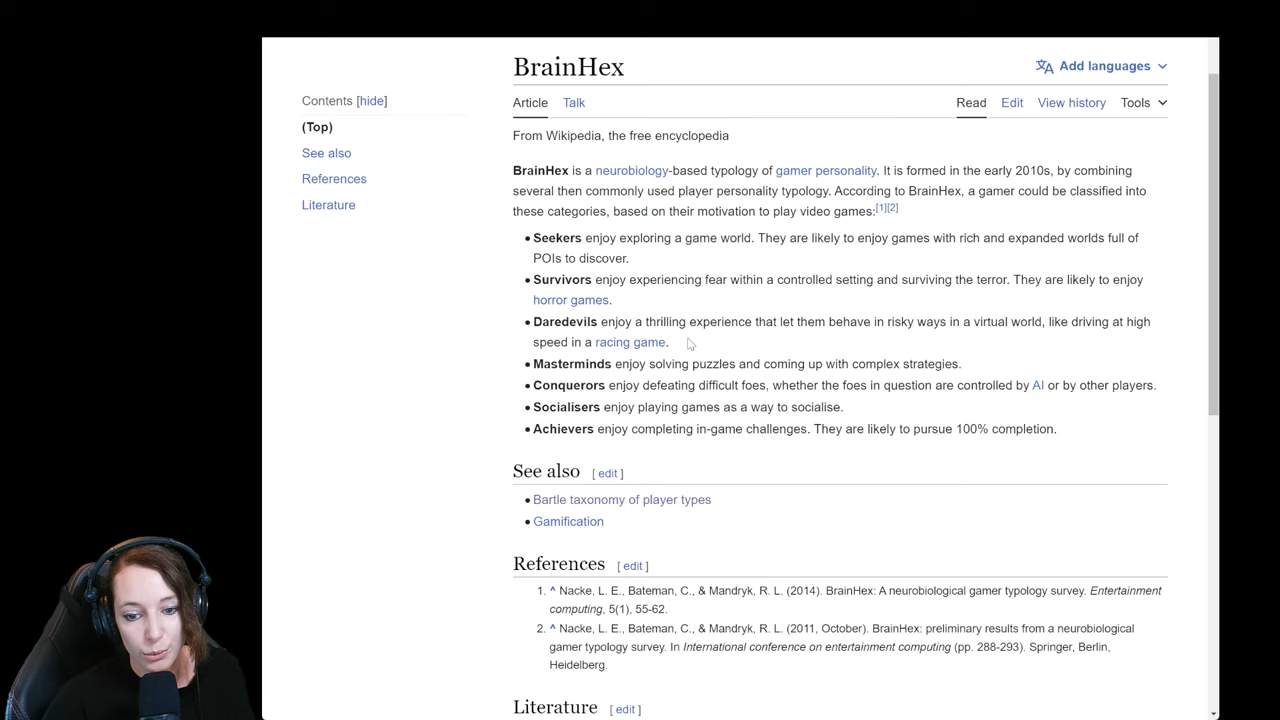 BrainHex
Add languages
Contents [hide]
(Top)
See also
References
Literature
Article Talk Read Edit View history Tools
From Wikipedia, the free encyclopedia
BrainHex is a neurobiology-based typology of gamer personality. It is formed in the early 2010s, by combining
several then commonly used player personality typology. According to BrainHex, a gamer could be classified into
these categories, based on their motivation to play video games:[1][2]
• Seekers enjoy exploring a game world. They are likely to enjoy games with rich and expanded worlds full of
POIs to discover.
• Survivors enjoy experiencing fear within a controlled setting and surviving the terror. They are likely to enjoy
horror games.
• Daredevils enjoy a thrilling experience that let them behave in risky ways in a virtual world, like driving at high
speed in a racing game.
• Masterminds enjoy solving puzzles and coming up with complex strategies.
• Conquerors enjoy defeating difficult foes, whether the foes in question are controlled by AI or by other players.
• Socialisers enjoy playing games as a way to socialise.
• Achievers enjoy completing in-game challenges. They are likely to pursue 100% completion.
See also [ edit ]
• Bartle taxonomy of player types
• Gamification
References [ edit ]
1. ^ Nacke, L. E., Bateman, C., & Mandryk, R. L. (2014). BrainHex: A neurobiological gamer typology survey. Entertainment
computing, 5(1), 55-62.
2. ^ Nacke, L. E., Bateman, C., & Mandryk, R. L. (2011, October). BrainHex: preliminary results from a neurobiological
gamer typology survey. In International conference on entertainment computing (pp. 288-293). Springer, Berlin,
Heidelberg.
Literature [ edit ]